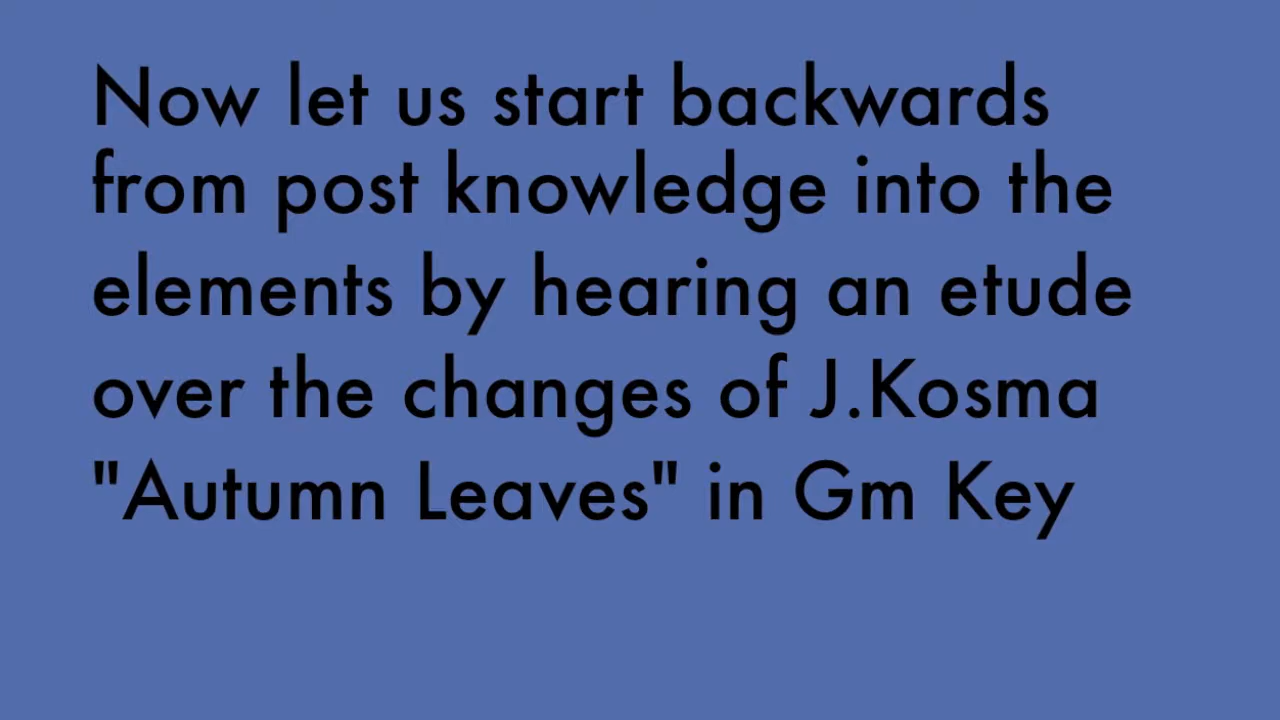 Now let us start backwards
from post knowledge into the
elements by hearing an etude
over the changes of J.Kosma
"Autumn Leaves" in Gm Key